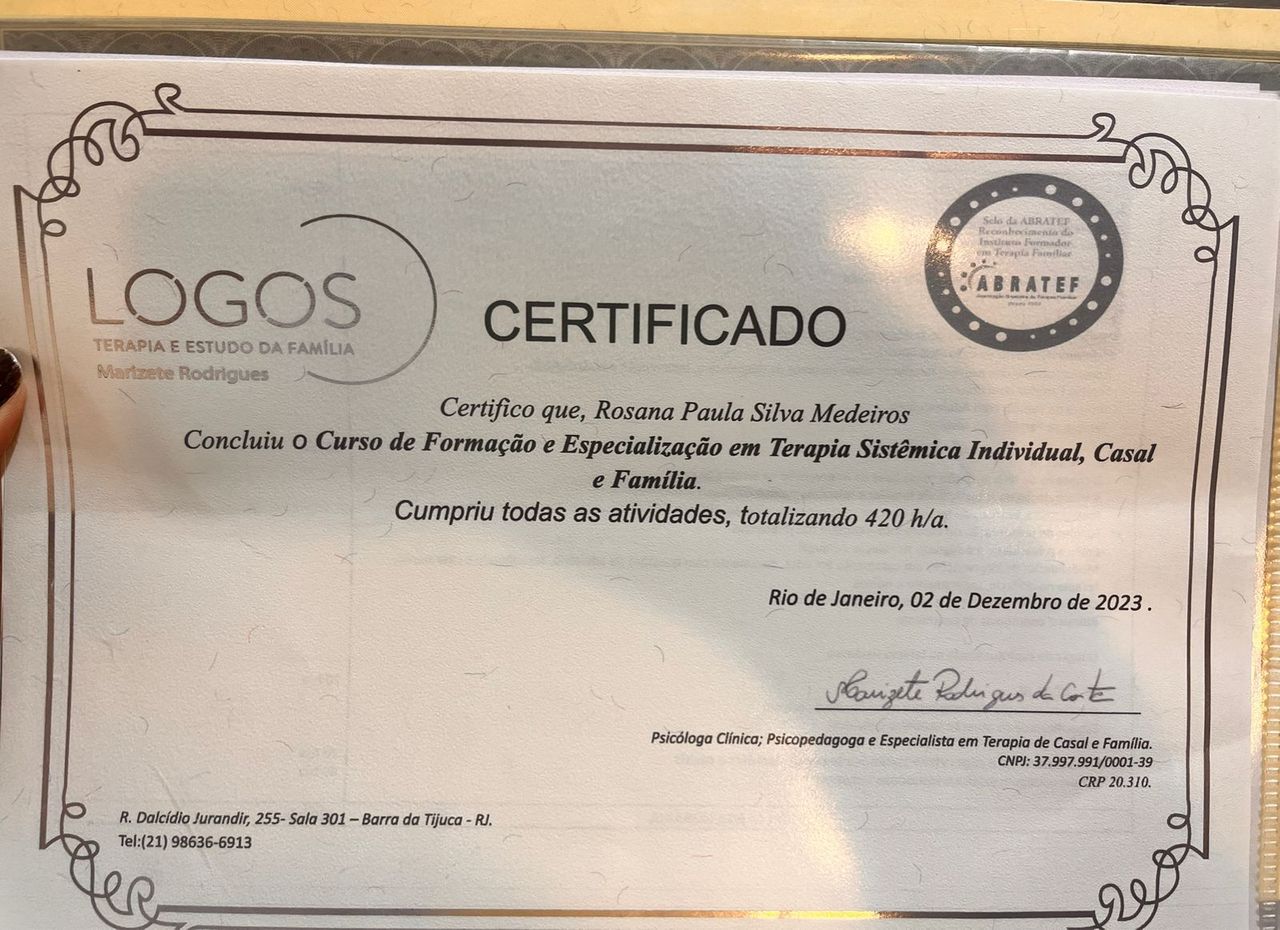 LOGOS
TERAPIA E ESTUDO DA FAMÍLIA
Marizete Rodrigues
Selo da ABRATEF
Reconhecimento do
Instituto Formador
em Terapia Familiar
ABRATEF
CERTIFICADO
Certifico que, Rosana Paula Silva Medeiros
Concluiu o Curso de Formação e Especialização em Terapia Sistêmica Individual, Casal
e Família.
Cumpriu todas as atividades, totalizando 420 h/a.
Rio de Janeiro, 02 de Dezembro de 2023 .
Marizete Rodrigues da Costa
Psicóloga Clínica; Psicopedagoga e Especialista em Terapia de Casal e Família.
CNPJ: 37.997.991/0001-39
CRP 20.310.
R. Dalcídio Jurandir, 255- Sala 301 – Barra da Tijuca - RJ.
Tel:(21) 98636-6913